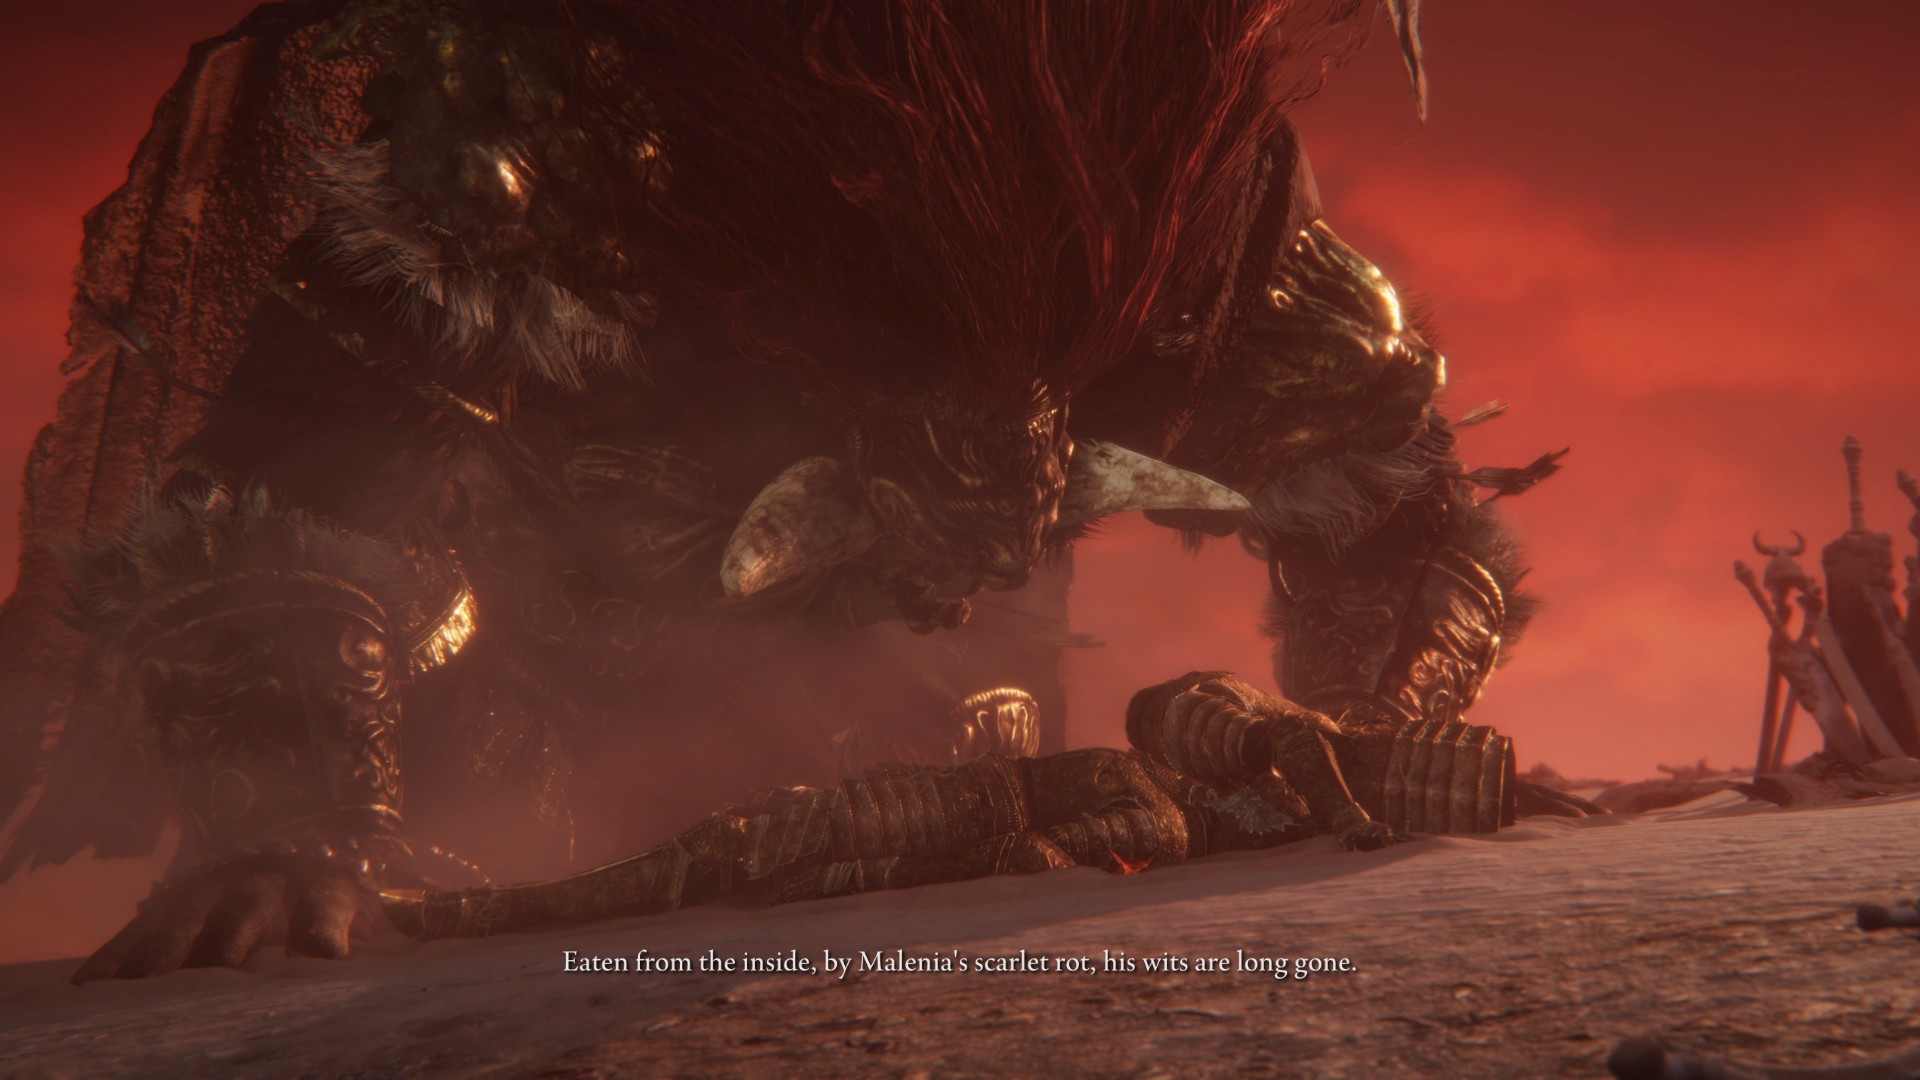 Eaten from the inside, by Malenia's scarlet rot, his wits are long gone.